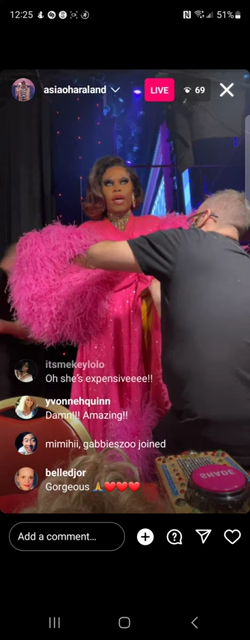 12:25
51%
asiaoharaland
LIVE
69
itsmekeylolo
Oh she's expensiveeee!!
yvonnehquinn
Damn!!! Amazing!!
mimihii, gabbieszoo joined
belledjor
Gorgeous 🙏❤️❤️❤️
SHADE
Add a comment…